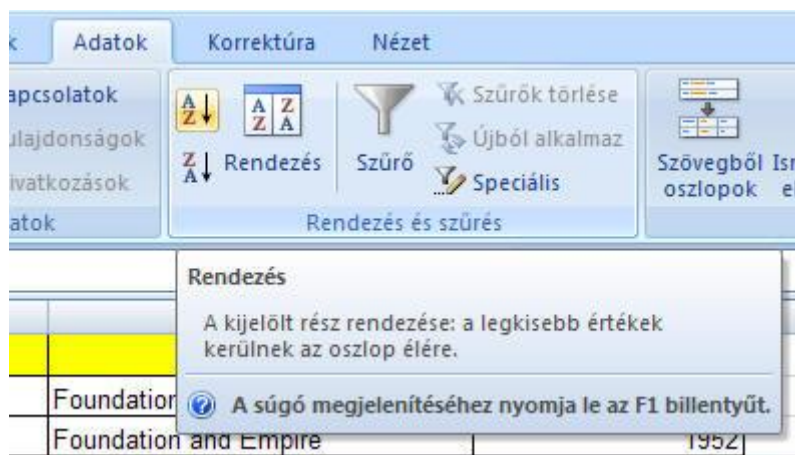 Adatok Korrektúra Nézet
apcsolatok
ulajdonságok
ivatkozások
atok
A Z
Z A
A Z
Z A
Rendezés
Szűrő
Szűrők törlése
Újból alkalmaz
Speciális
Rendezés és szűrés
Szövegből
oszlopok
Rendezés
A kijelölt rész rendezése: a legkisebb értékek
kerülnek az oszlop élére.
A súgó megjelenítéséhez nyomja le az F1 billentyűt.
Foundation
Foundation and Empire 1952